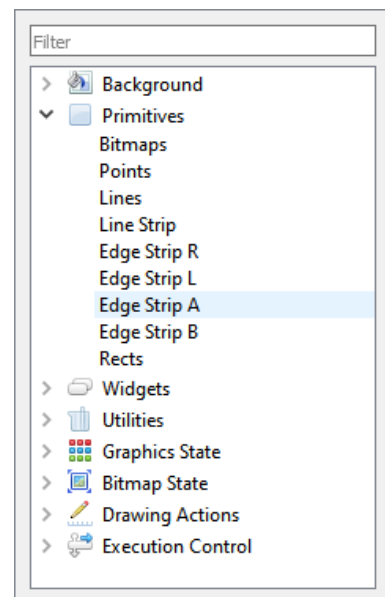 Filter
Background
Primitives
Bitmaps
Points
Lines
Line Strip
Edge Strip R
Edge Strip L
Edge Strip A
Edge Strip B
Rects
Widgets
Utilities
Graphics State
Bitmap State
Drawing Actions
Execution Control